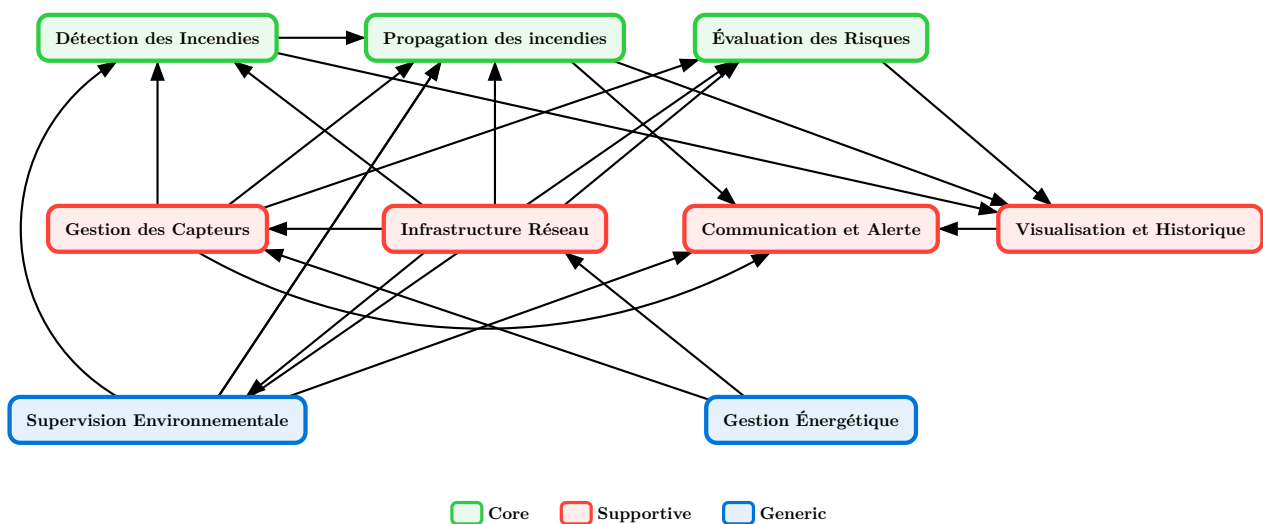 Détection des Incendies
Propagation des incendies
Évaluation des Risques
Gestion des Capteurs
Infrastructure Réseau
Communication et Alerte
Visualisation et Historique
Supervision Environnementale
Gestion Énergétique
Core
Supportive
Generic